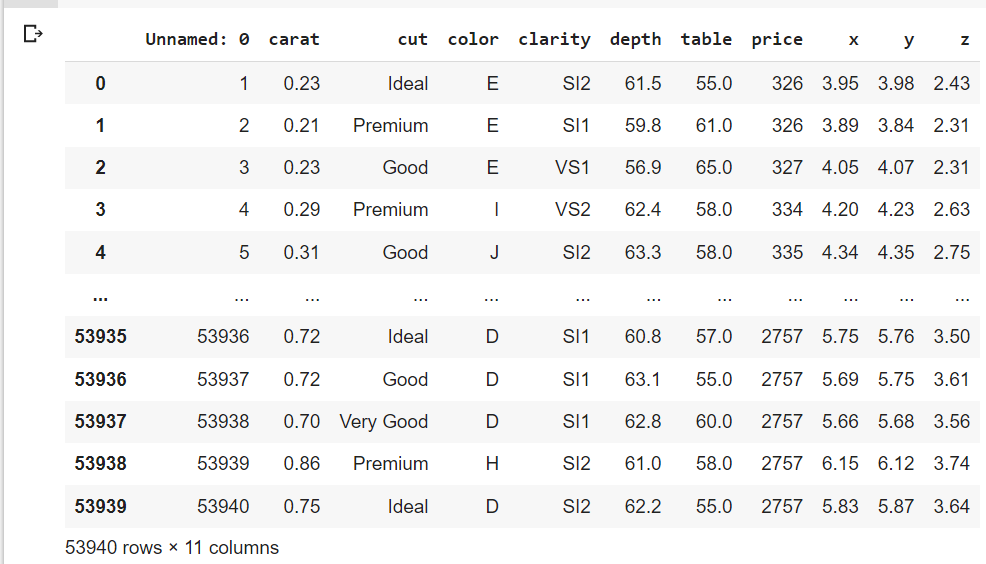 Unnamed: 0 carat cut color clarity depth table price x y z
0 1 0.23 Ideal E SI2 61.5 55.0 326 3.95 3.98 2.43
1 2 0.21 Premium E SI1 59.8 61.0 326 3.89 3.84 2.31
2 3 0.23 Good E VS1 56.9 65.0 327 4.05 4.07 2.31
3 4 0.29 Premium I VS2 62.4 58.0 334 4.20 4.23 2.63
4 5 0.31 Good J SI2 63.3 58.0 335 4.34 4.35 2.75
... ... ... ... ... ... ... ... ... ... ... ...
53935 53936 0.72 Ideal D SI1 60.8 57.0 2757 5.75 5.76 3.50
53936 53937 0.72 Good D SI1 63.1 55.0 2757 5.69 5.75 3.61
53937 53938 0.70 Very Good D SI1 62.8 60.0 2757 5.66 5.68 3.56
53938 53939 0.86 Premium H SI2 61.0 58.0 2757 6.15 6.12 3.74
53939 53940 0.75 Ideal D SI2 62.2 55.0 2757 5.83 5.87 3.64
53940 rows × 11 columns